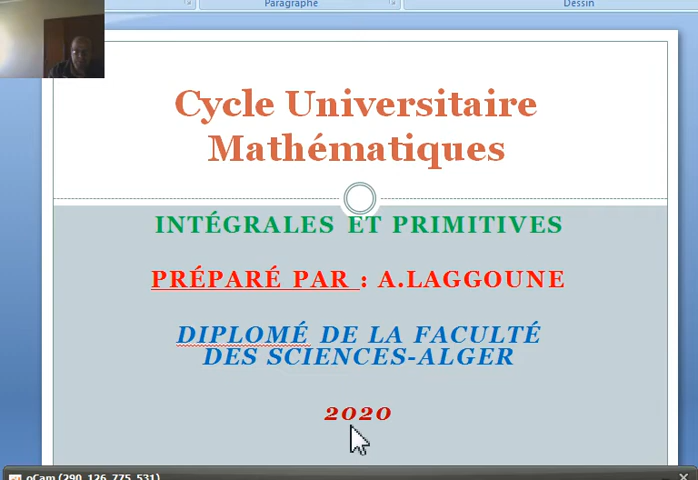 Paragraphe
Dessin
Cycle Universitaire
Mathématiques
INTÉGRALES ET PRIMITIVES
PRÉPARÉ PAR : A.LAGGOUNE
DIPLOMÉ DE LA FACULTÉ
DES SCIENCES-ALGER
2020
oCam (290, 126, 775, 531)